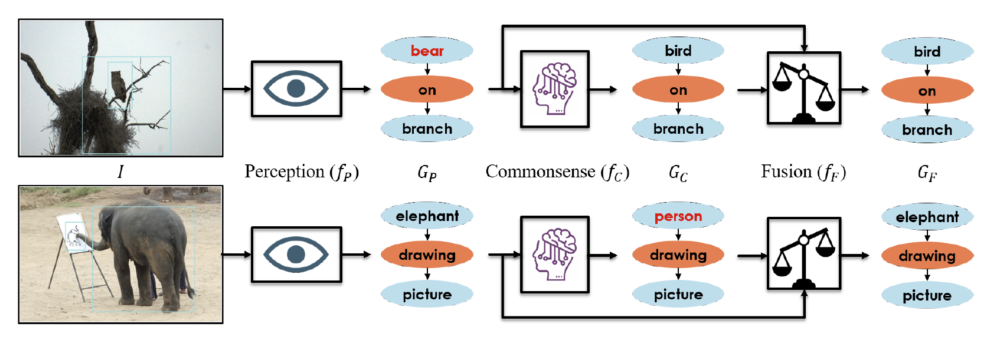 bear
on
branch
bird
on
branch
bird
on
branch
I
Perception (f_P)
G_P
Commonsense (f_C)
G_C
Fusion (f_F)
G_F
elephant
drawing
picture
person
drawing
picture
elephant
drawing
picture